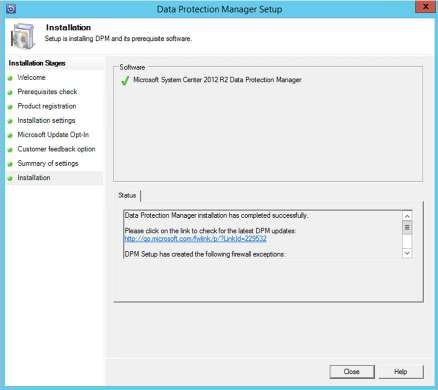 Data Protection Manager Setup
Installation
Setup is installing DPM and its prerequisite software.
Installation Stages
Welcome
Prerequisites check
Product registration
Installation settings
Microsoft Update Opt-In
Customer feedback option
Summary of settings
Installation
Software
Microsoft System Center 2012 R2 Data Protection Manager
Status
Data Protection Manager installation has completed successfully.
Please click on the link to check for the latest DPM updates:
http://go.microsoft.com/fwlink/p/?LinkId=229532
DPM Setup has created the following firewall exceptions:
Close
Help